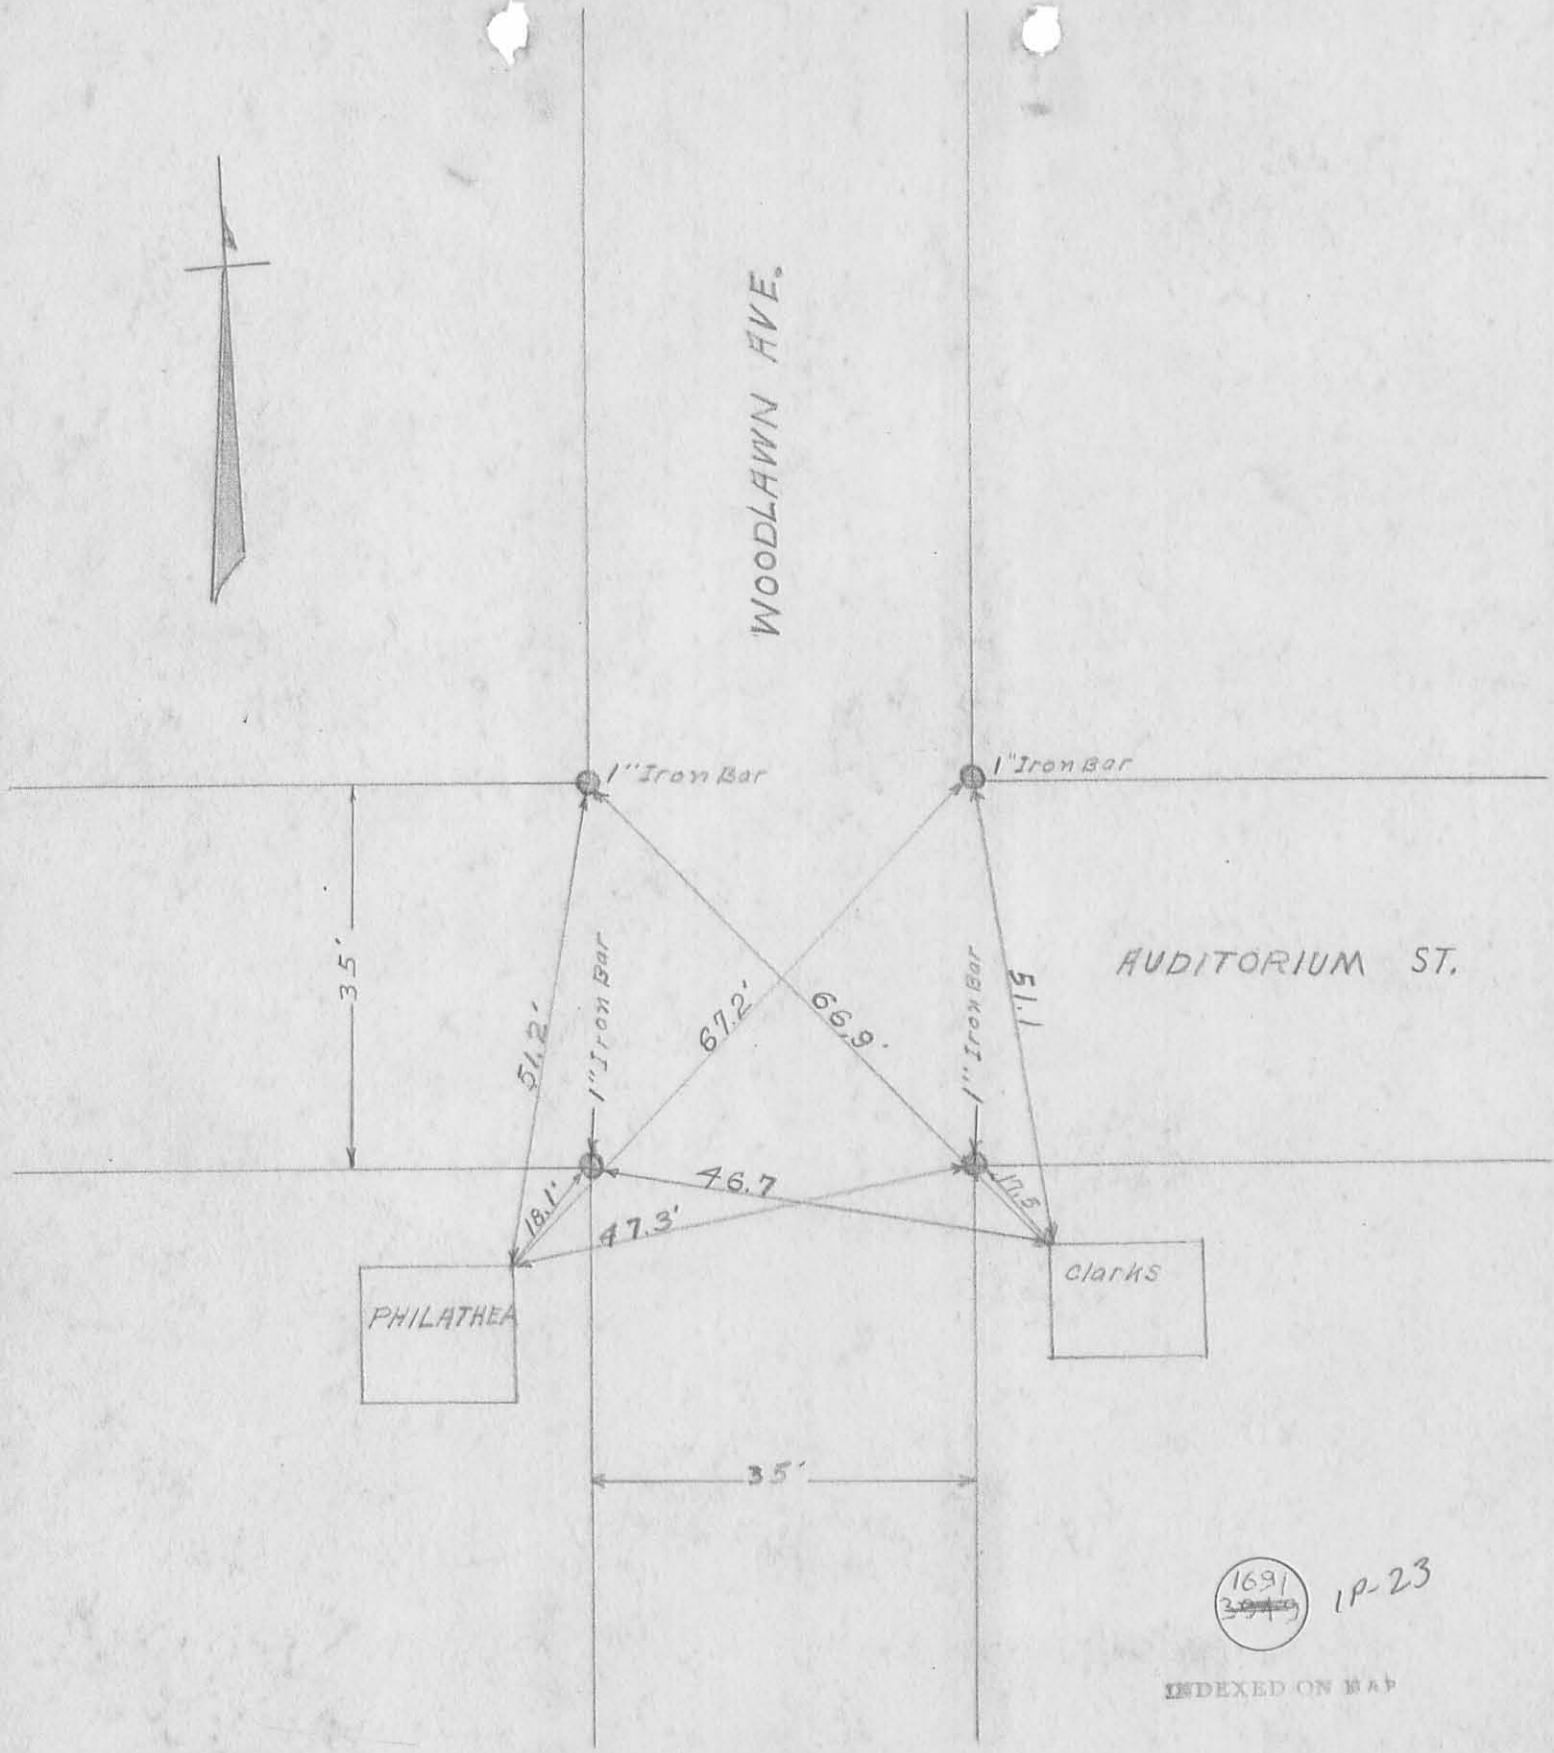 WOODLAWN AVE.
1" Iron Bar
1" Iron Bar
35'
51.2'
1" Iron Bar
67.2'
66.9'
1" Iron Bar
51.1
AUDITORIUM ST.
18.1'
46.7
47.3'
17.5
PHILATHEA
Clarks
35'
1691
IP-23
INDEXED ON MAP